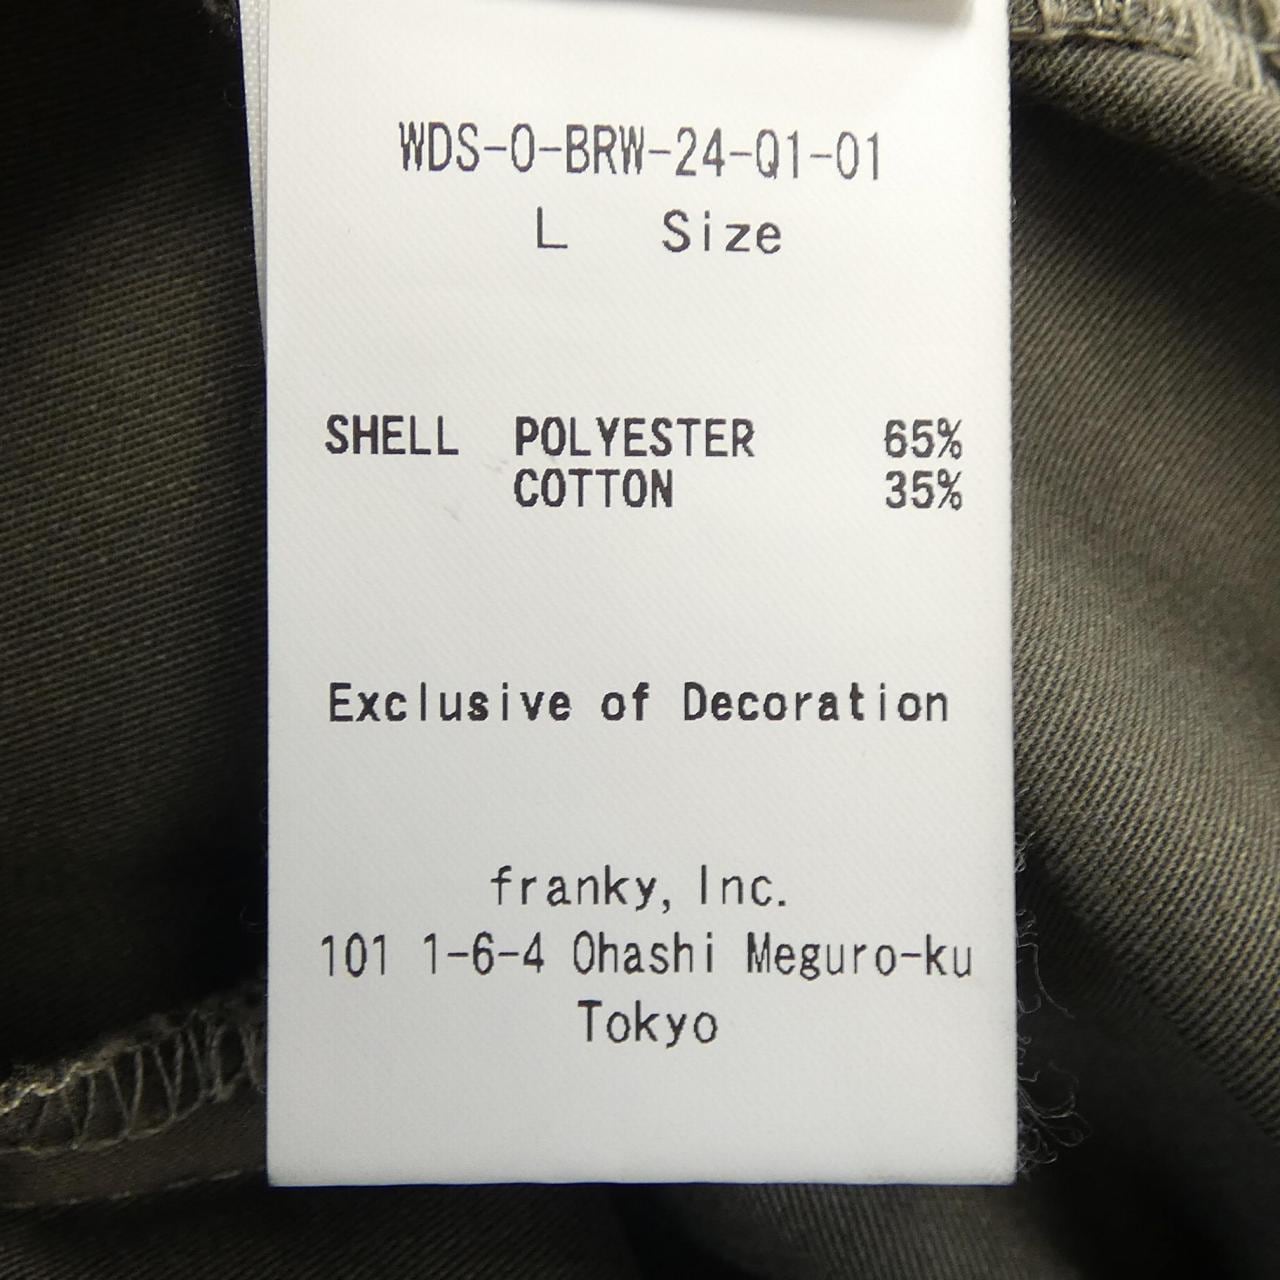 WDS-O-BRW-24-Q1-01
L Size
SHELL POLYESTER 65%
COTTON 35%
Exclusive of Decoration
franky, Inc.
101 1-6-4 Ohashi Meguro-ku
Tokyo